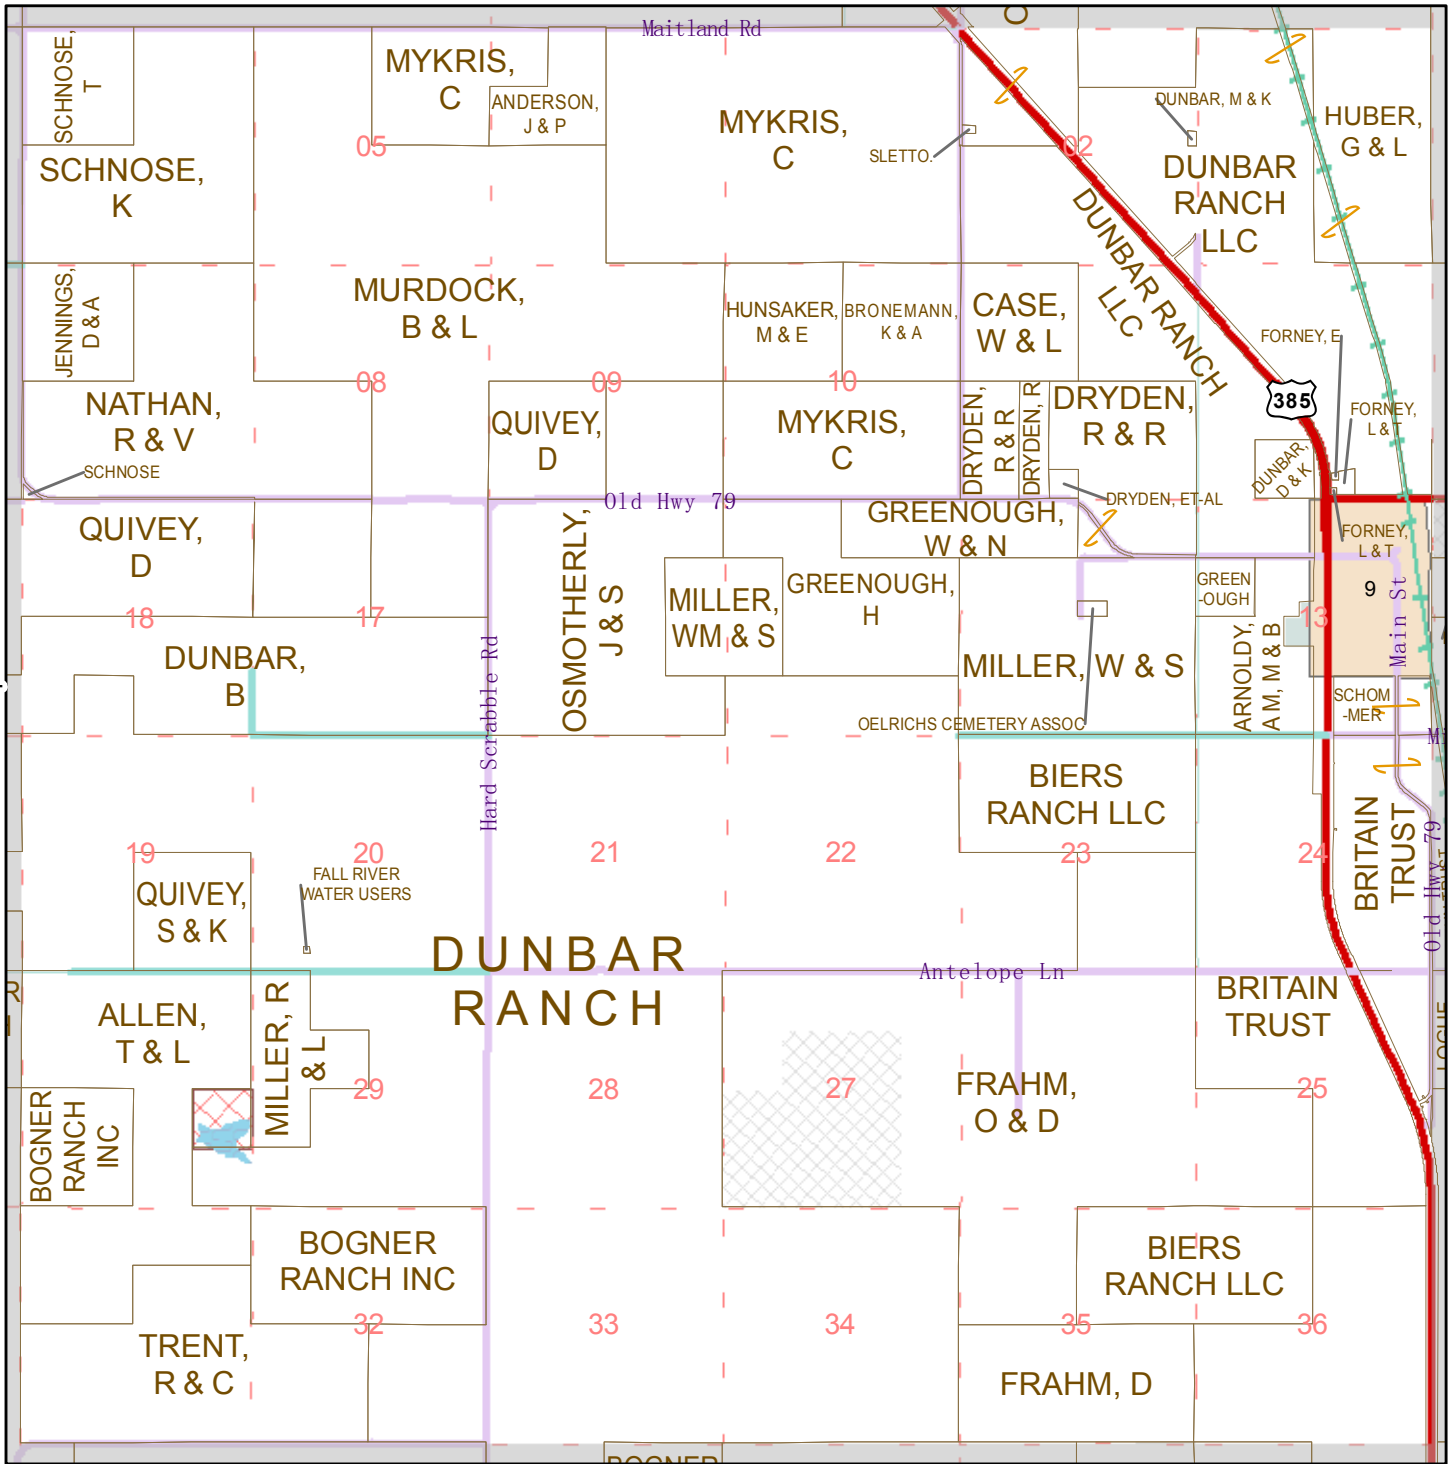 Maitland Rd
SCHNOSE,
T
MYKRIS,
C
ANDERSON,
J & P
MYKRIS,
C
SLETTO.
DUNBAR, M & K
HUBER,
G & L
05
02
SCHNOSE,
K
DUNBAR
RANCH
LLC
DUNBAR RANCH
LLC
JENNINGS,
D & A
MURDOCK,
B & L
HUNSAKER,
M & E
BRONEMANN,
K & A
CASE,
W & L
FORNEY, E
08
09
10
385
NATHAN,
R & V
QUIVEY,
D
MYKRIS,
C
DRYDEN,
R & R
DRYDEN, R
DRYDEN,
R & R
FORNEY,
L & T
DUNBAR,
D & K
SCHNOSE
Old Hwy 79
DRYDEN, ET-AL
QUIVEY,
D
OSMOTHERLY,
J & S
GREENOUGH,
W & N
FORNEY,
L & T
MILLER,
WM & S
GREENOUGH,
H
GREEN
-OUGH
9
18
17
13
Main St
DUNBAR,
B
Hard Scrabble Rd
MILLER, W & S
ARNOLDY,
A M, M & B
SCHOM
-MER
OELRICHS CEMETERY ASSOC
BIERS
RANCH LLC
BRITAIN
TRUST
Old Hwy 79
19
20
21
22
23
24
QUIVEY,
S & K
FALL RIVER
WATER USERS
DUNBAR
RANCH
Antelope Ln
ALLEN,
T & L
MILLER, R
& L
BRITAIN
TRUST
29
28
27
25
FRAHM,
O & D
BOGNER
RANCH
INC
BOGNER
RANCH INC
BIERS
RANCH LLC
32
33
34
35
36
TRENT,
R & C
FRAHM, D
BOGNER